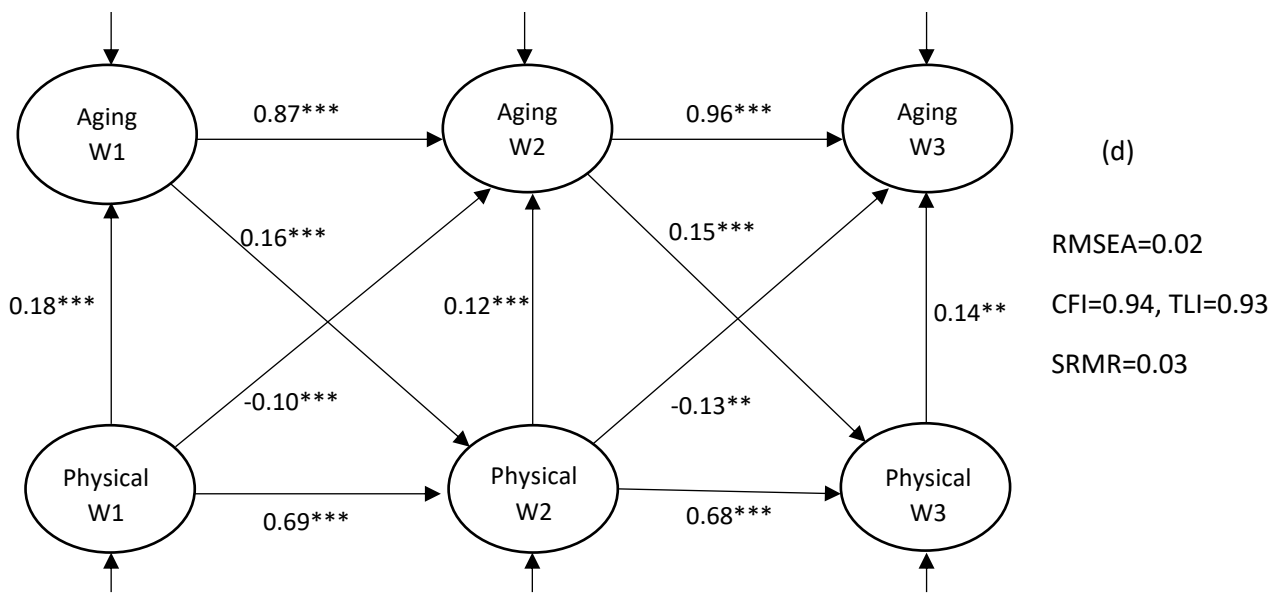 Aging
W1
0.87***
Aging
W2
0.96***
Aging
W3
(d)
0.16***
0.15***
RMSEA=0.02
0.18***
0.12***
0.14**
CFI=0.94, TLI=0.93
-0.10***
-0.13**
SRMR=0.03
Physical
W1
0.69***
Physical
W2
0.68***
Physical
W3